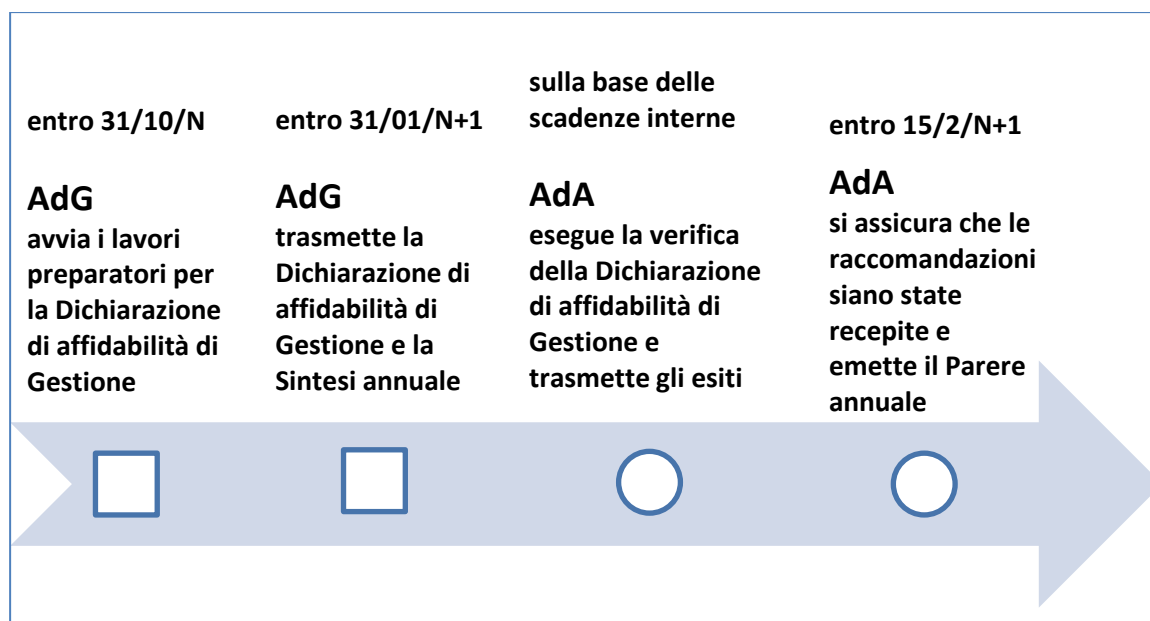 entro 31/10/N
AdG
avvia i lavori
preparatori per
la Dichiarazione
di affidabilità di
Gestione
entro 31/01/N+1
AdG
trasmette la
Dichiarazione di
affidabilità di
Gestione e la
Sintesi annuale
sulla base delle
scadenze interne
AdA
esegue la verifica
della Dichiarazione
di affidabilità di
Gestione e
trasmette gli esiti
entro 15/2/N+1
AdA
si assicura che le
raccomandazioni
siano state
recepite e
emette il Parere
annuale